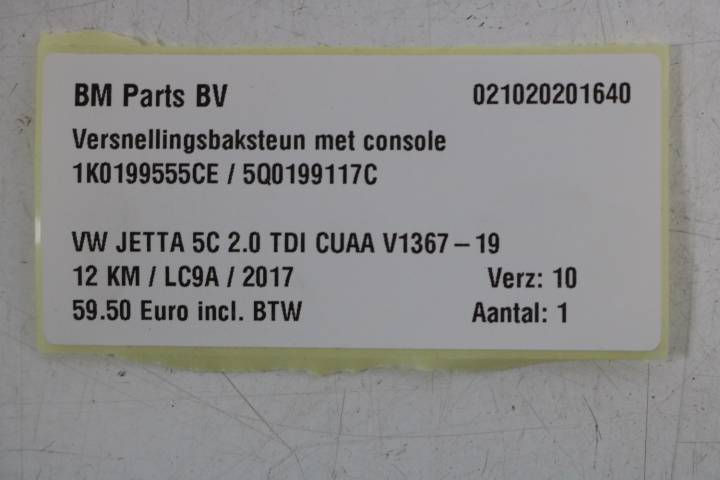 BM Parts BV 021020201640
Versnellingsbaksteun met console
1K0199555CE / 5Q0199117C
VW JETTA 5C 2.0 TDI CUAA V1367 – 19
12 KM / LC9A / 2017 Verz: 10
59.50 Euro incl. BTW Aantal: 1